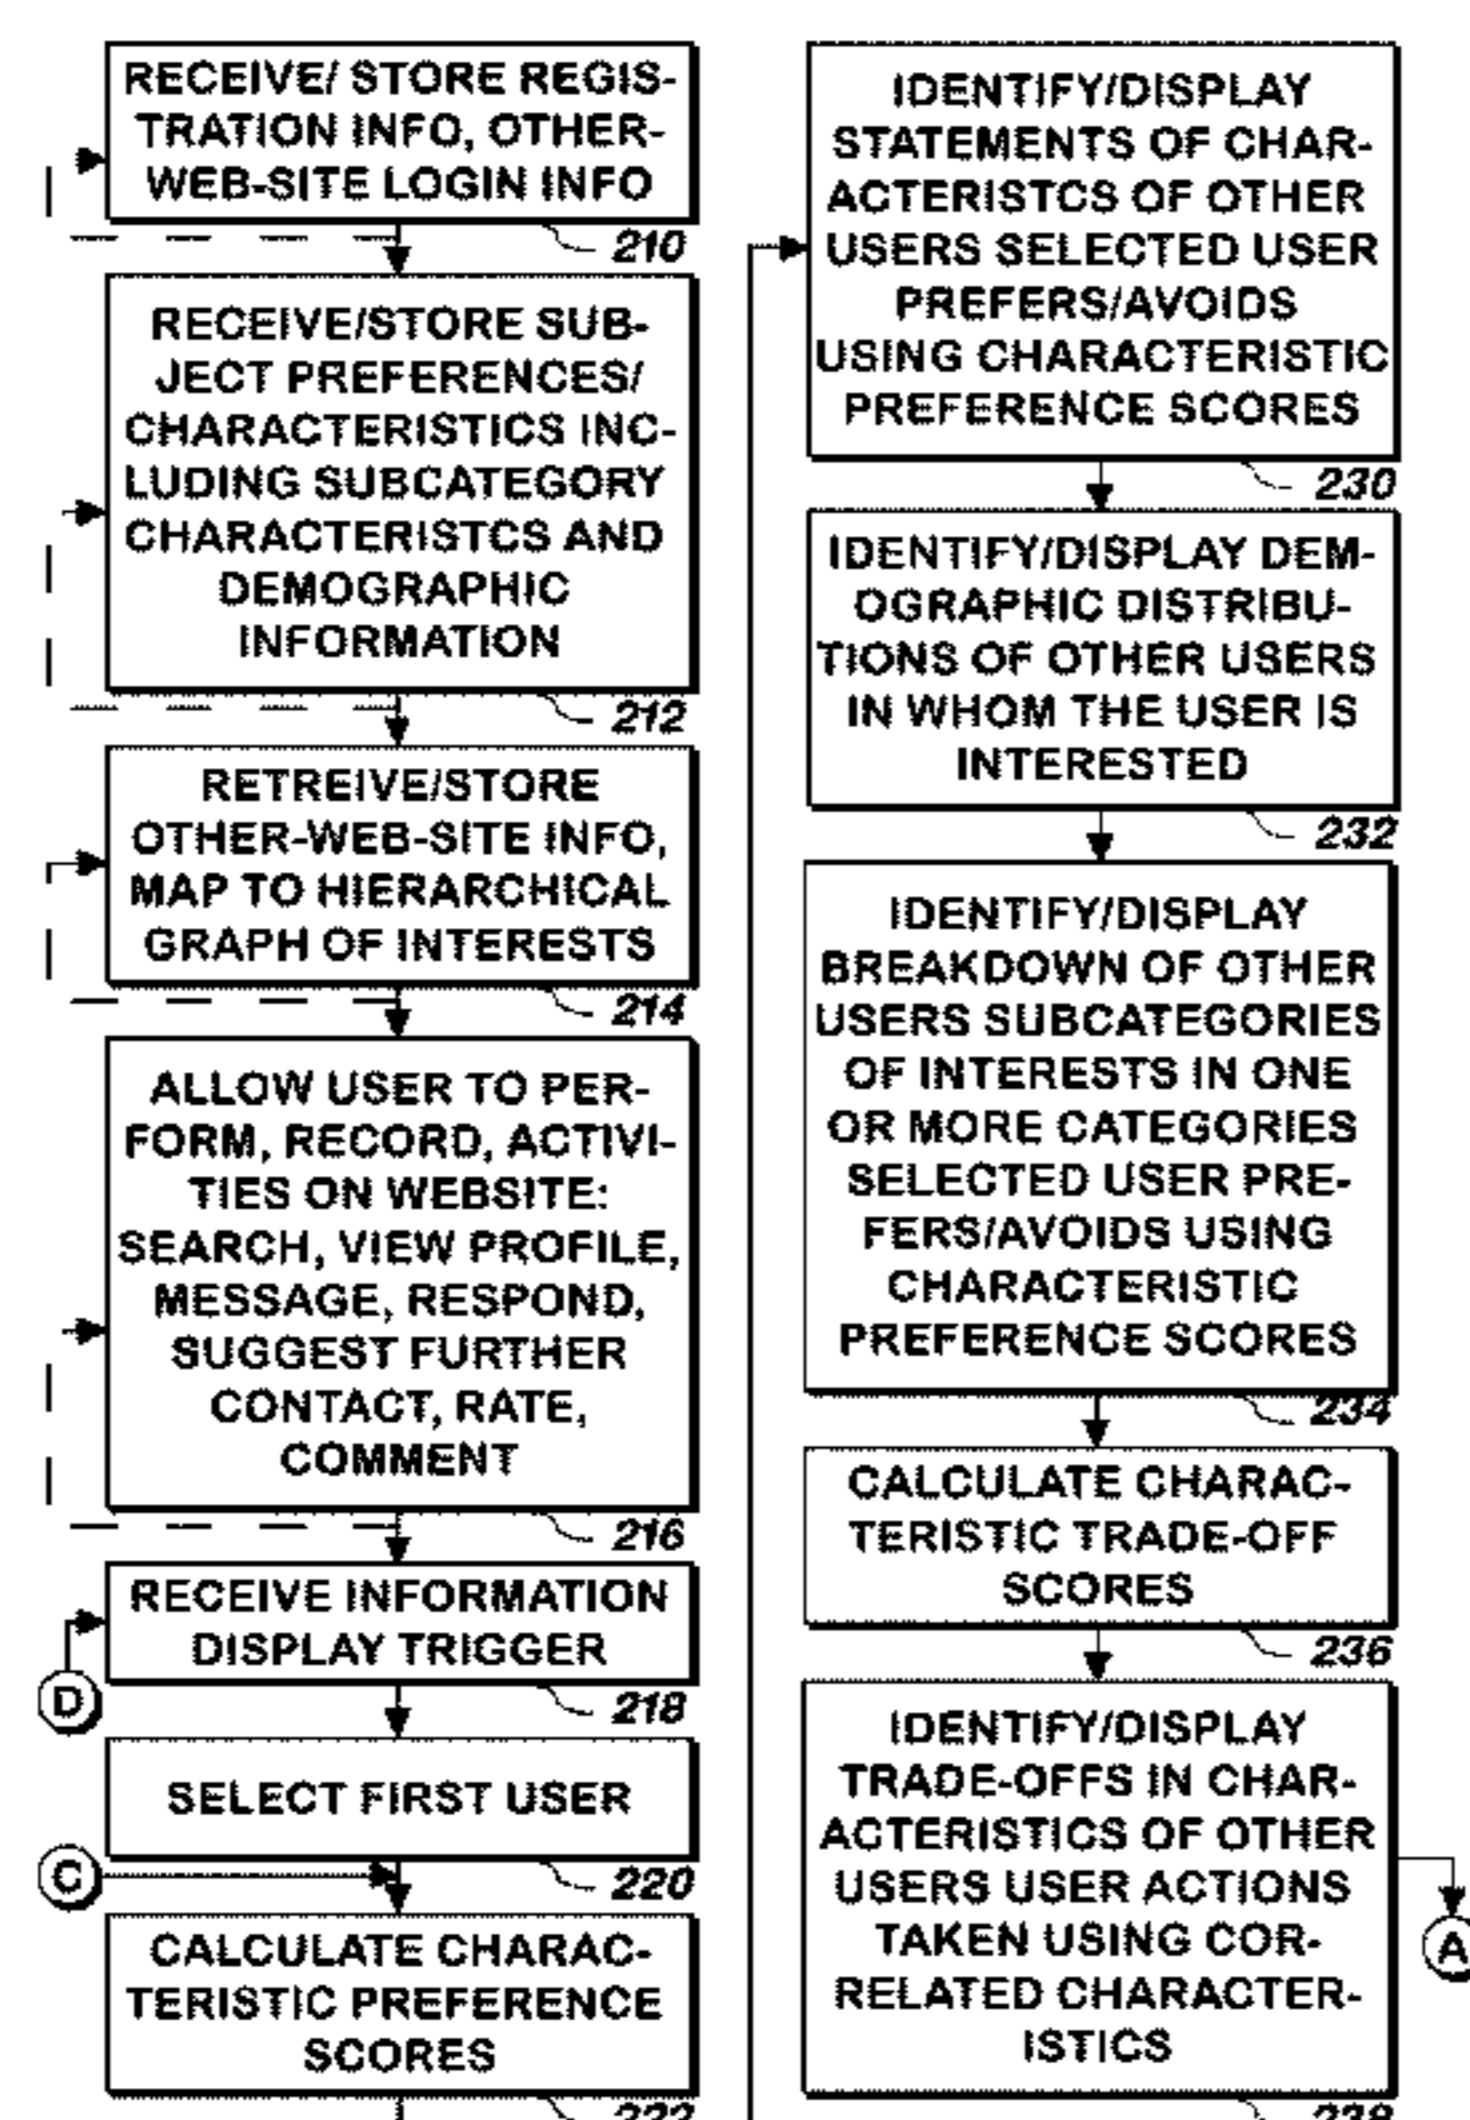 RECEIVE/ STORE REGIS-
TRATION INFO, OTHER-
WEB-SITE LOGIN INFO
210
RECEIVE/STORE SUB-
JECT PREFERENCES/
CHARACTERISTICS INC-
LUDING SUBCATEGORY
CHARACTERISTCS AND
DEMOGRAPHIC
INFORMATION
212
RETREIVE/STORE
OTHER-WEB-SITE INFO,
MAP TO HIERARCHICAL
GRAPH OF INTERESTS
214
ALLOW USER TO PER-
FORM, RECORD, ACTIVI-
TIES ON WEBSITE:
SEARCH, VIEW PROFILE,
MESSAGE, RESPOND,
SUGGEST FURTHER
CONTACT, RATE,
COMMENT
216
RECEIVE INFORMATION
DISPLAY TRIGGER
D
218
SELECT FIRST USER
C
220
CALCULATE CHARAC-
TERISTIC PREFERENCE
SCORES
IDENTIFY/DISPLAY
STATEMENTS OF CHAR-
ACTERISTCS OF OTHER
USERS SELECTED USER
PREFERS/AVOIDS
USING CHARACTERISTIC
PREFERENCE SCORES
230
IDENTIFY/DISPLAY DEM-
OGRAPHIC DISTRIBU-
TIONS OF OTHER USERS
IN WHOM THE USER IS
INTERESTED
232
IDENTIFY/DISPLAY
BREAKDOWN OF OTHER
USERS SUBCATEGORIES
OF INTERESTS IN ONE
OR MORE CATEGORIES
SELECTED USER PRE-
FERS/AVOIDS USING
CHARACTERISTIC
PREFERENCE SCORES
234
CALCULATE CHARAC-
TERISTIC TRADE-OFF
SCORES
236
IDENTIFY/DISPLAY
TRADE-OFFS IN CHAR-
ACTERISTICS OF OTHER
USERS USER ACTIONS
TAKEN USING COR-
RELATED CHARACTER-
ISTICS
A